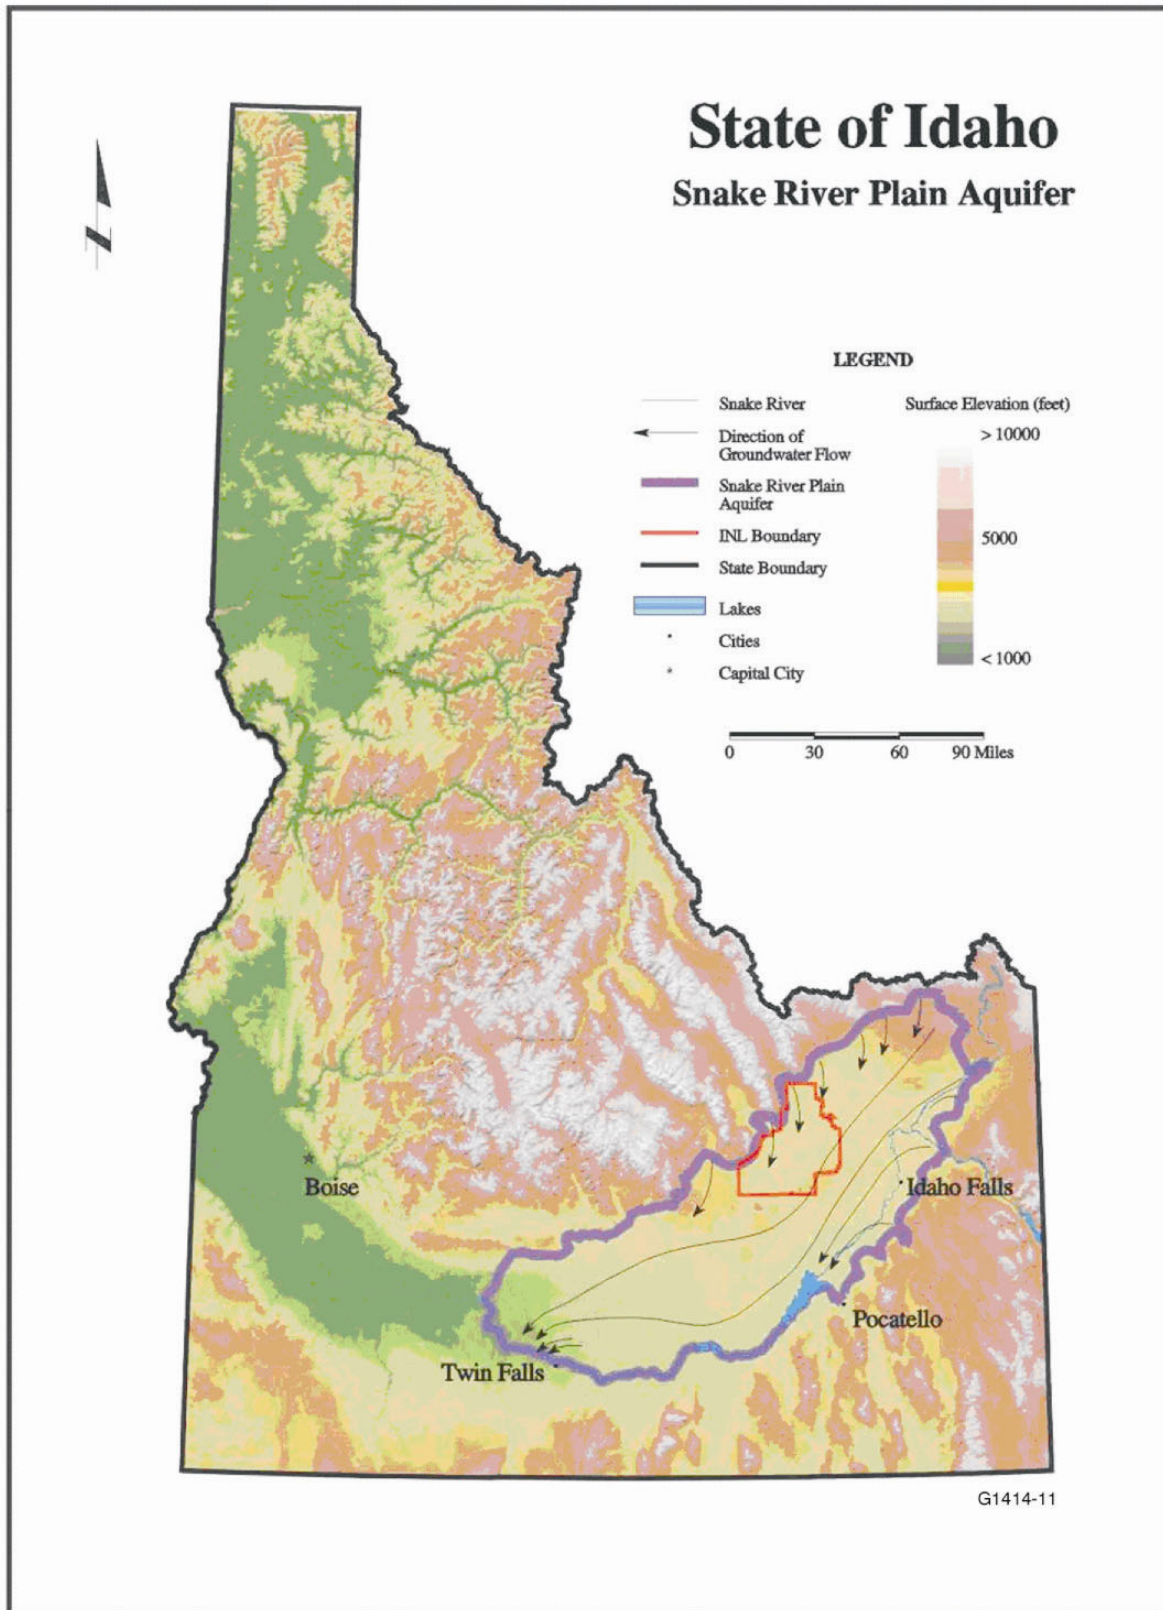 State of Idaho
Snake River Plain Aquifer
N
LEGEND
Snake River
Direction of
Groundwater Flow
Snake River Plain
Aquifer
INL Boundary
State Boundary
Lakes
Cities
Capital City
Surface Elevation (feet)
> 10000
5000
< 1000
0 30 60 90 Miles
Boise
Idaho Falls
Pocatello
Twin Falls
G1414-11